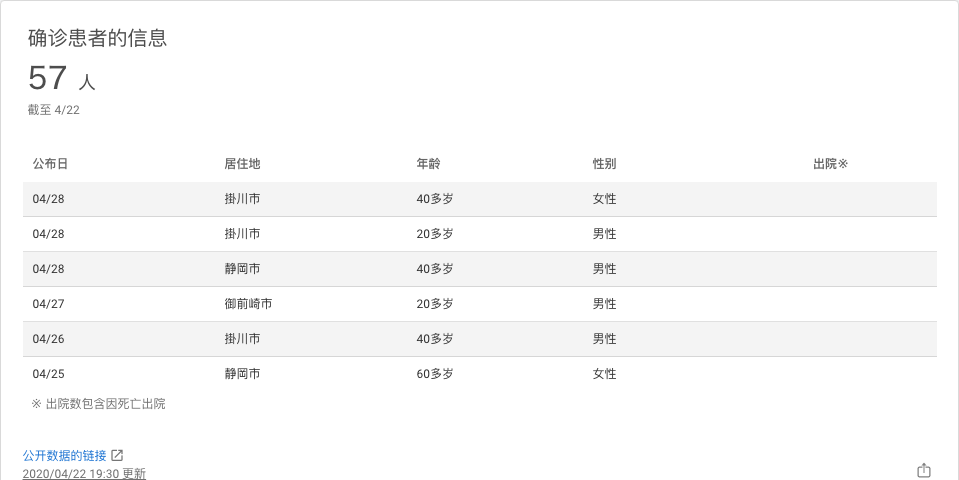 确诊患者的信息
57 人
截至 4/22
公布日 居住地 年龄 性别 出院※
04/28 掛川市 40多岁 女性
04/28 掛川市 20多岁 男性
04/28 静岡市 40多岁 男性
04/27 御前崎市 20多岁 男性
04/26 掛川市 40多岁 男性
04/25 静岡市 60多岁 女性
※ 出院数包含因死亡出院
公开数据的链接
2020/04/22 19:30 更新